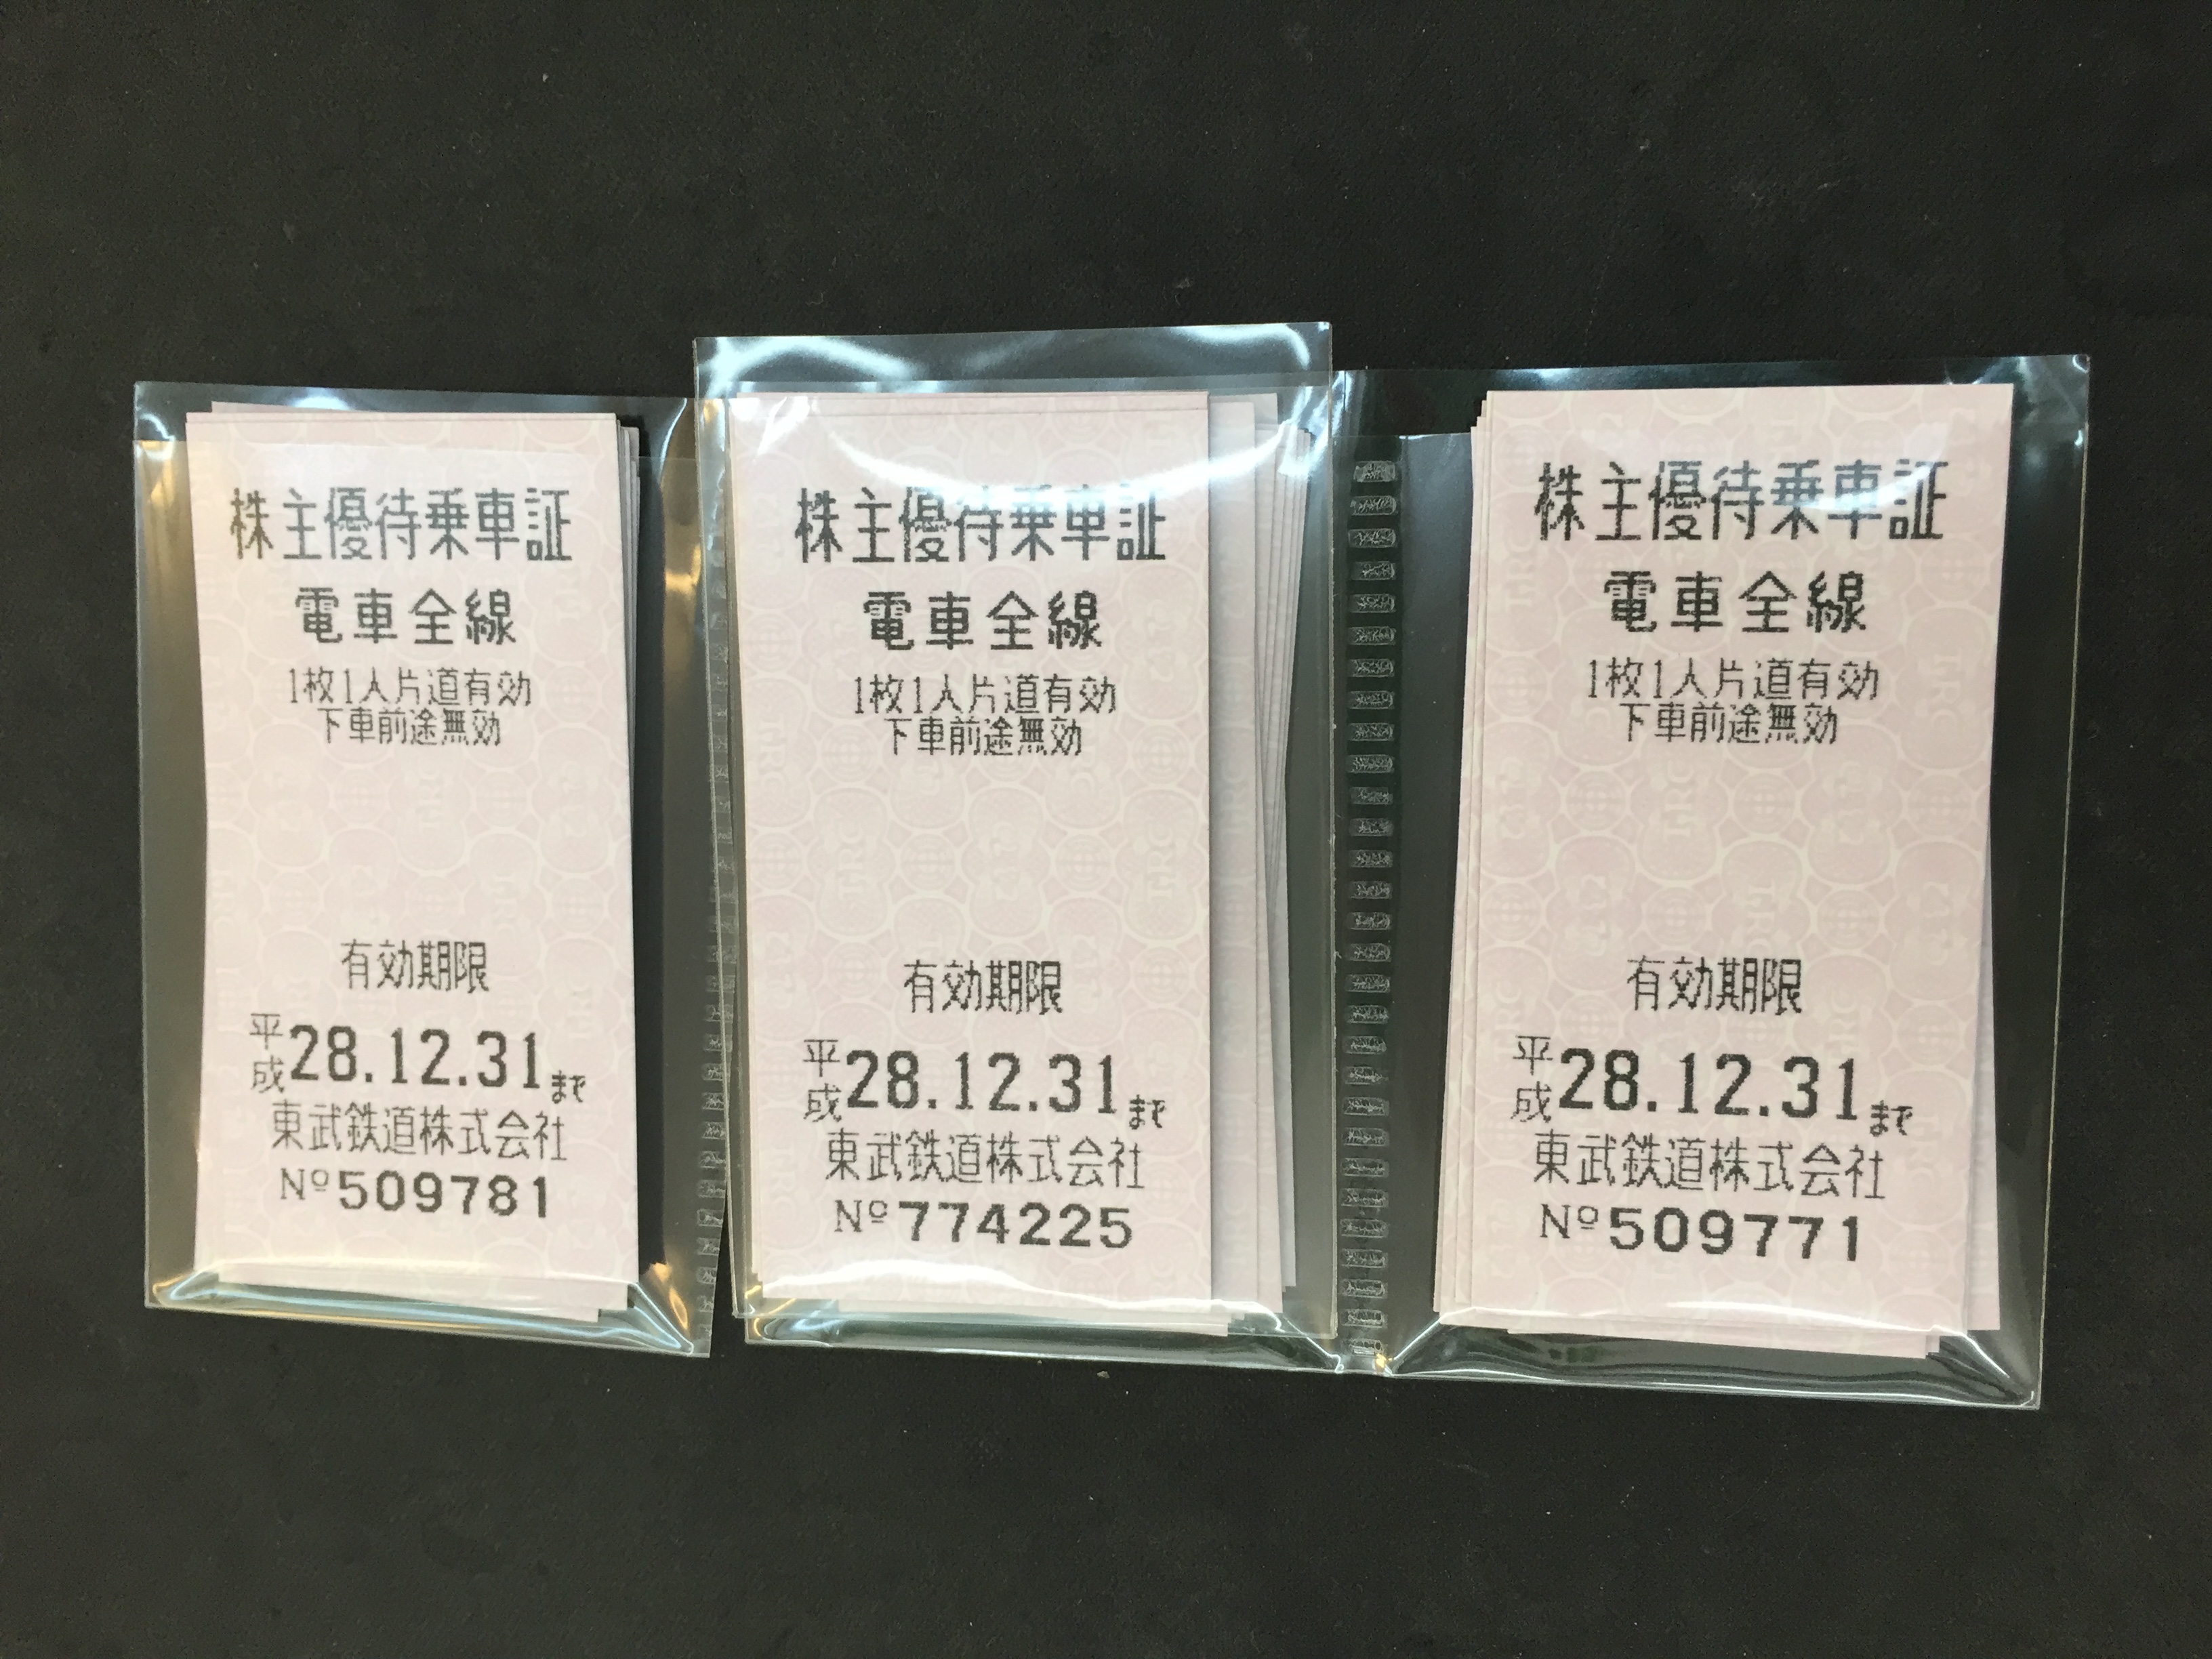 株主優待乗車証
電車全線
1枚1人片道有効
下車前途無効
有効期限
平成28.12.31まで
東武鉄道株式会社
Nº509781
株主優待乗車証
電車全線
1枚1人片道有効
下車前途無効
有効期限
平成28.12.31まで
東武鉄道株式会社
Nº774225
株主優待乗車証
電車全線
1枚1人片道有効
下車前途無効
有効期限
平成28.12.31まで
東武鉄道株式会社
Nº509771